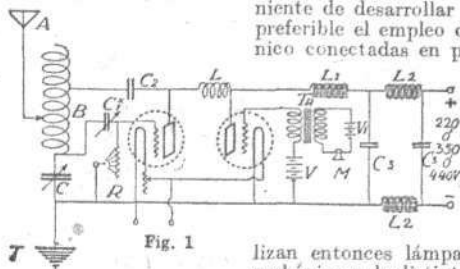 niente de desarrollar
preferible el empleo d
nico conectadas en p
A
B
C2
L
L1
L2
C1
Tr
V1
+
220
ó
350
ó
440V
C
R
V
M
C3
C3
L2
−
T
Fig. 1
lizan entonces lámpa